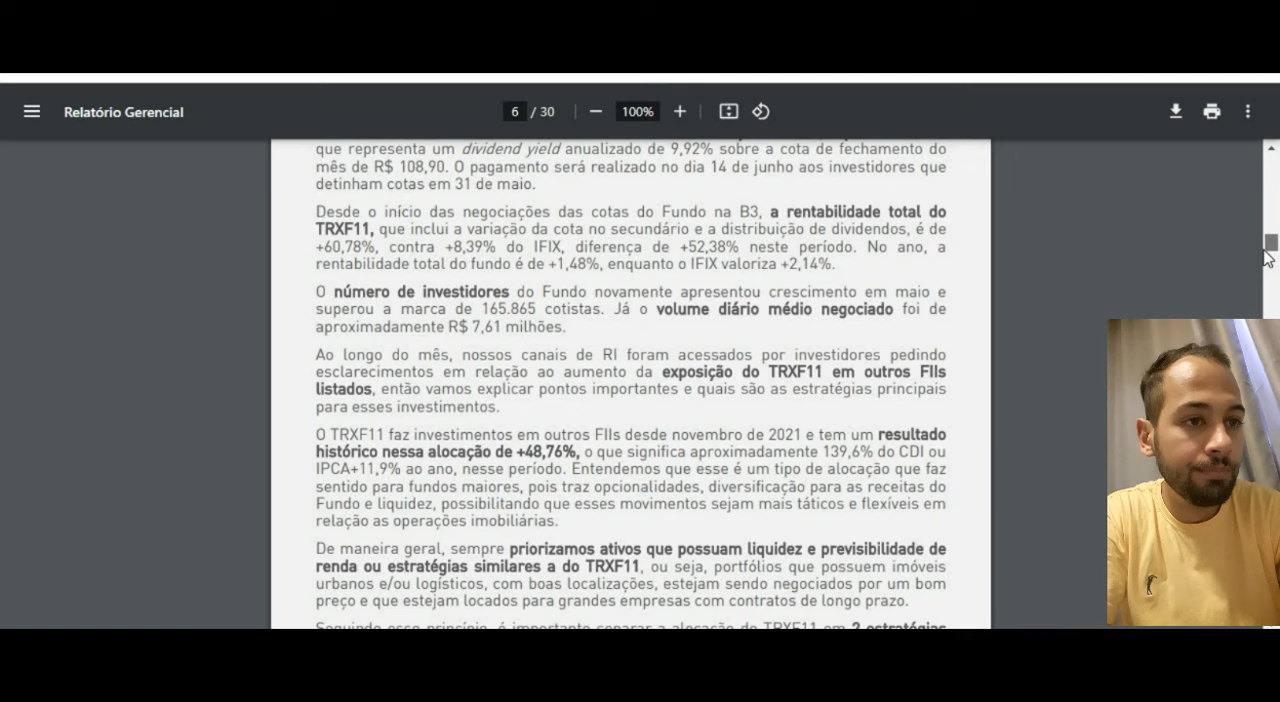 Relatório Gerencial
6 / 30
100%
que representa um dividend yield anualizado de 9,92% sobre a cota de fechamento do
mês de R$ 108,90. O pagamento será realizado no dia 14 de junho aos investidores que
detinham cotas em 31 de maio.
Desde o início das negociações das cotas do Fundo na B3, a rentabilidade total do
TRXF11, que inclui a variação da cota no secundário e a distribuição de dividendos, é de
+60,78%, contra +8,39% do IFIX, diferença de +52,38% neste período. No ano, a
rentabilidade total do fundo é de +1,48%, enquanto o IFIX valoriza +2,14%.
O número de investidores do Fundo novamente apresentou crescimento em maio e
superou a marca de 165.865 cotistas. Já o volume diário médio negociado foi de
aproximadamente R$ 7,61 milhões.
Ao longo do mês, nossos canais de RI foram acessados por investidores pedindo
esclarecimentos em relação ao aumento da exposição do TRXF11 em outros FIIs
listados, então vamos explicar pontos importantes e quais são as estratégias principais
para esses investimentos.
O TRXF11 faz investimentos em outros FIIs desde novembro de 2021 e tem um resultado
histórico nessa alocação de +48,76%, o que significa aproximadamente 139,6% do CDI ou
IPCA+11,9% ao ano, nesse período. Entendemos que esse é um tipo de alocação que faz
sentido para fundos maiores, pois traz opcionalidades, diversificação para as receitas do
Fundo e liquidez, possibilitando que esses movimentos sejam mais táticos e flexíveis em
relação as operações imobiliárias.
De maneira geral, sempre priorizamos ativos que possuam liquidez e previsibilidade de
renda ou estratégias similares a do TRXF11, ou seja, portfólios que possuem imóveis
urbanos e/ou logísticos, com boas localizações, estejam sendo negociados por um bom
preço e que estejam locados para grandes empresas com contratos de longo prazo.
Seguindo esse princípio, é importante separar a alocação do TRXF11 em 2 estratégias